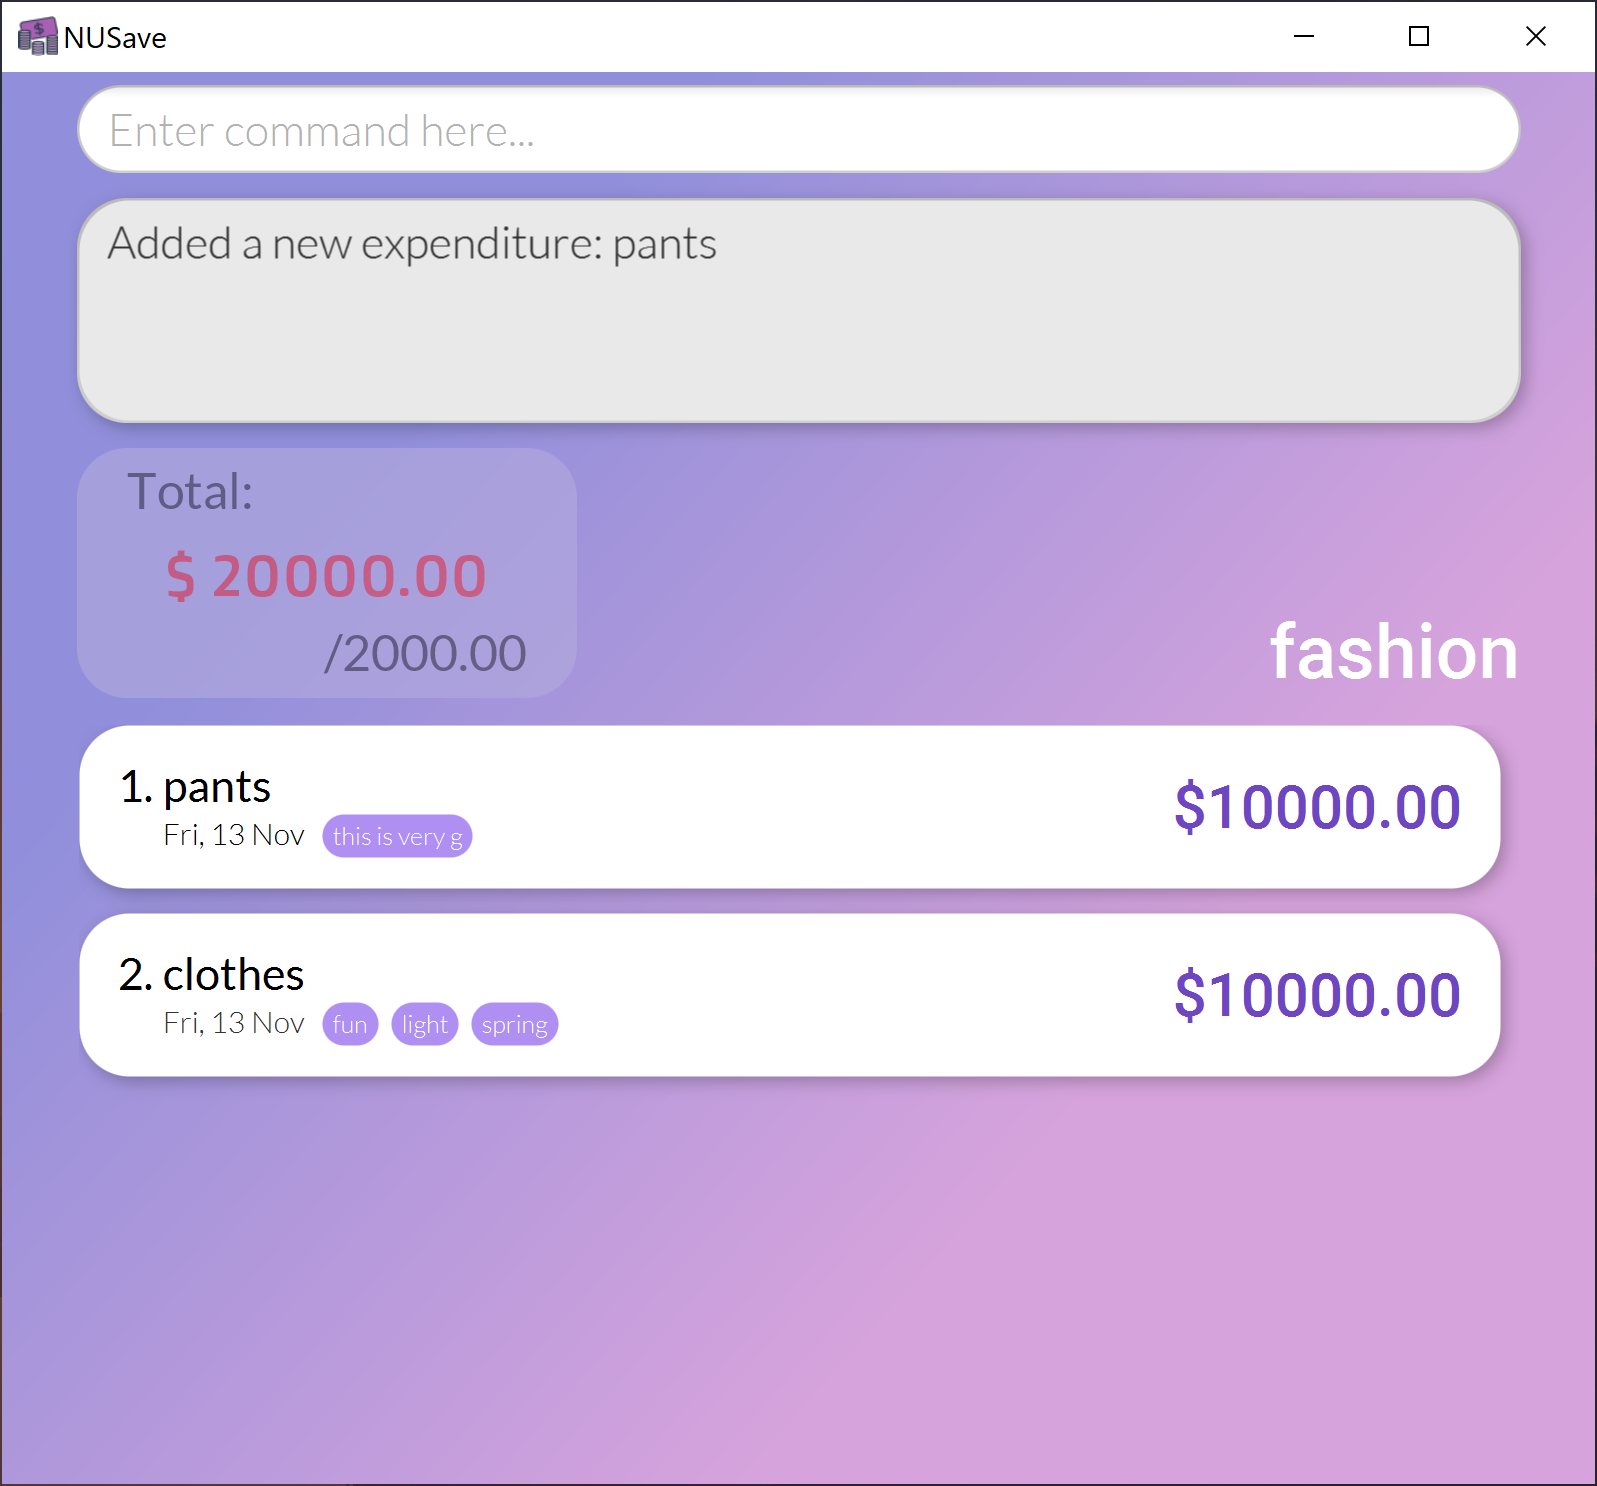 NUSave
Enter command here...
Added a new expenditure: pants
Total:
$ 20000.00
/2000.00
fashion
1. pants
$10000.00
Fri, 13 Nov this is very g
2. clothes
$10000.00
Fri, 13 Nov fun light spring